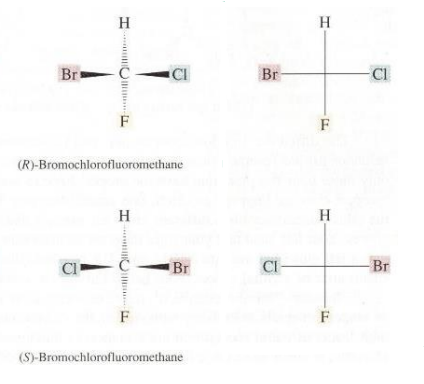 H
H
Br
C
Cl
Br
Cl
F
F
(R)-Bromochlorofluoromethane
H
H
Cl
C
Br
Cl
Br
F
F
(S)-Bromochlorofluoromethane